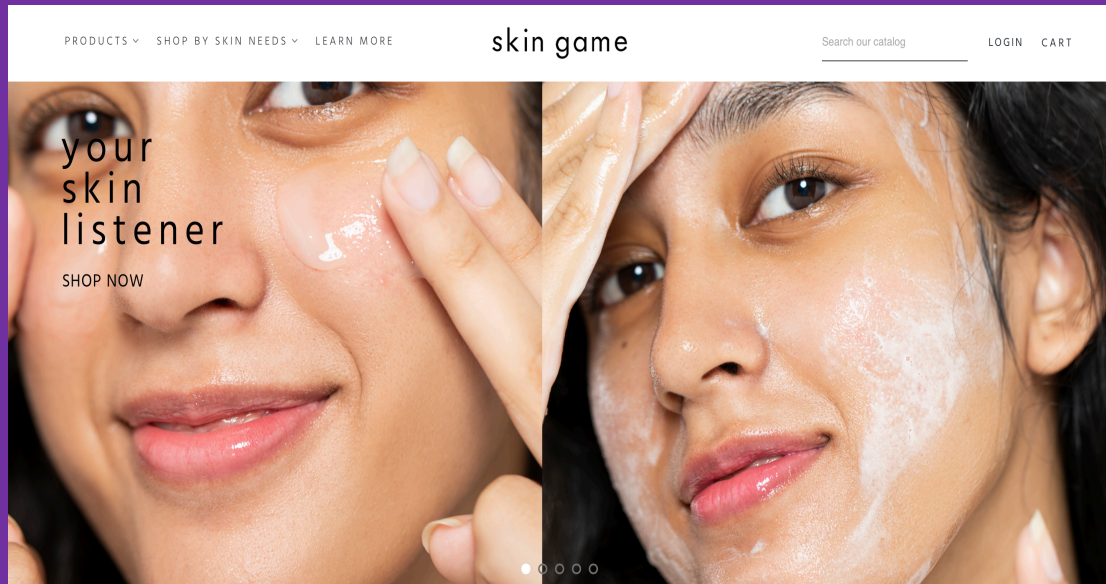 PRODUCTS SHOP BY SKIN NEEDS LEARN MORE
skin game
Search our catalog
LOGIN CART
your
skin
listener
SHOP NOW